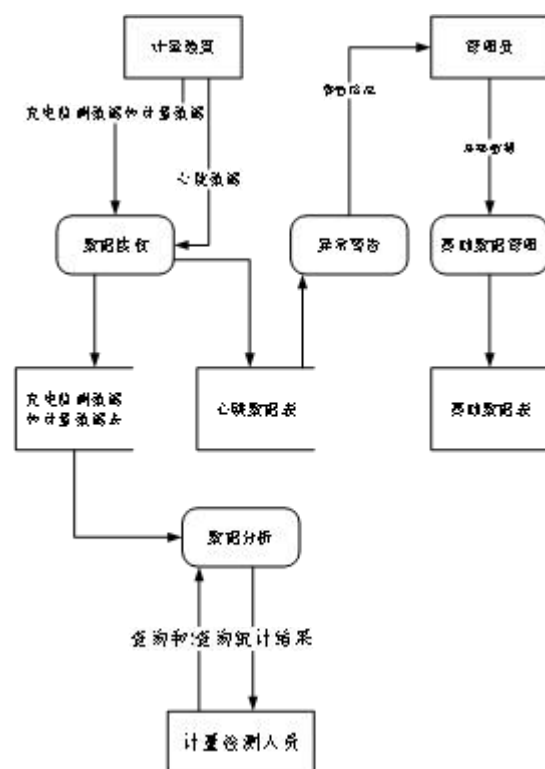 计量装置
管理员
充电检测数据和计量数据
心跳数据
数据接收
异常警告
基础数据管理
充电检测数据
和计量数据表
心跳数据表
基础数据表
数据分析
查询和
查询统计结果
计量检测人员